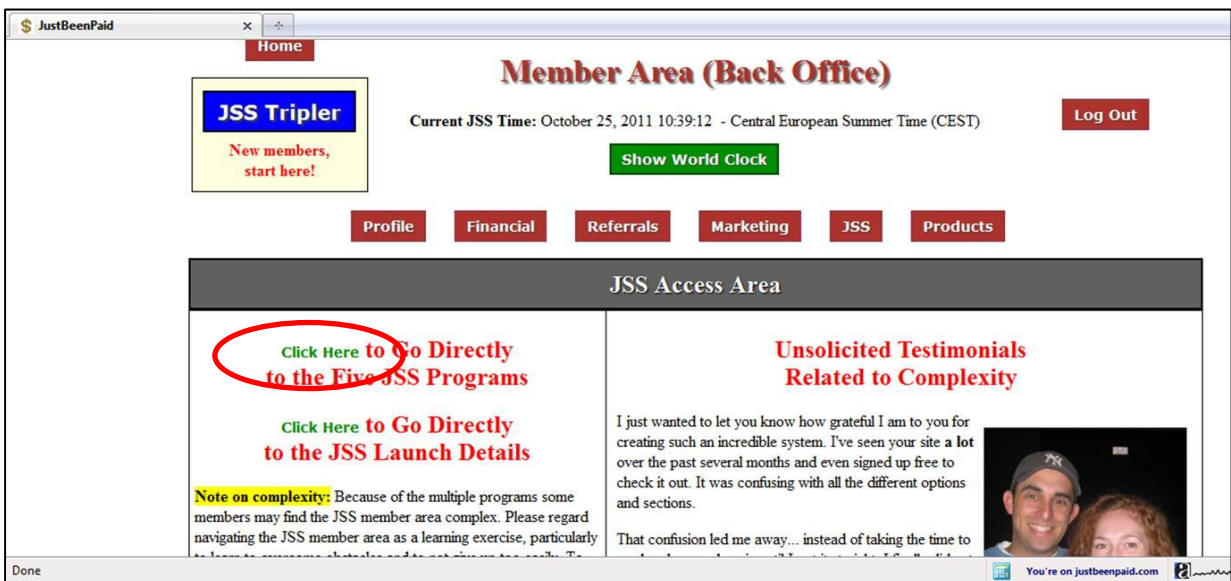 JustBeenPaid
Home
Member Area (Back Office)
JSS Tripler
New members,
start here!
Current JSS Time: October 25, 2011 10:39:12 - Central European Summer Time (CEST)
Log Out
Show World Clock
Profile Financial Referrals Marketing JSS Products
JSS Access Area
Click Here to Go Directly
to the Five JSS Programs
Click Here to Go Directly
to the JSS Launch Details
Note on complexity: Because of the multiple programs some
members may find the JSS member area complex. Please regard
navigating the JSS member area as a learning exercise, particularly
Unsolicited Testimonials
Related to Complexity
I just wanted to let you know how grateful I am to you for
creating such an incredible system. I've seen your site a lot
over the past several months and even signed up free to
check it out. It was confusing with all the different options
and sections.
That confusion led me away... instead of taking the time to
Done
You're on justbeenpaid.com